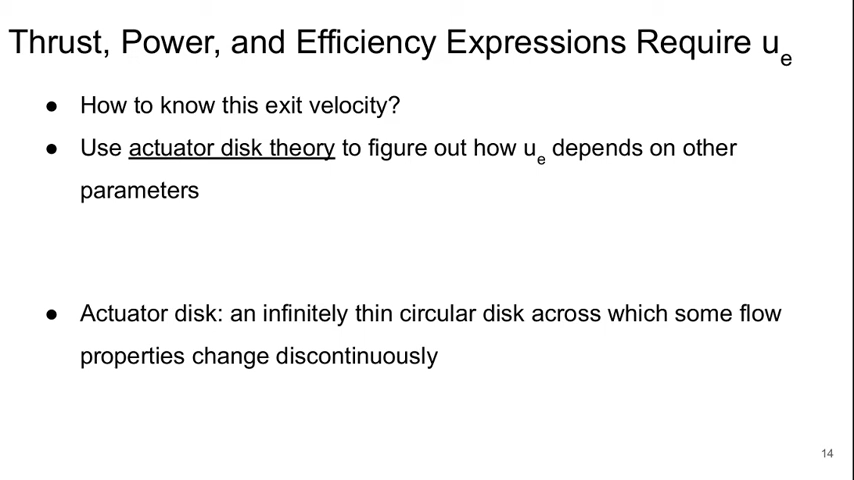 Thrust, Power, and Efficiency Expressions Require ue
● How to know this exit velocity?
● Use actuator disk theory to figure out how ue depends on other
parameters
● Actuator disk: an infinitely thin circular disk across which some flow
properties change discontinuously
14